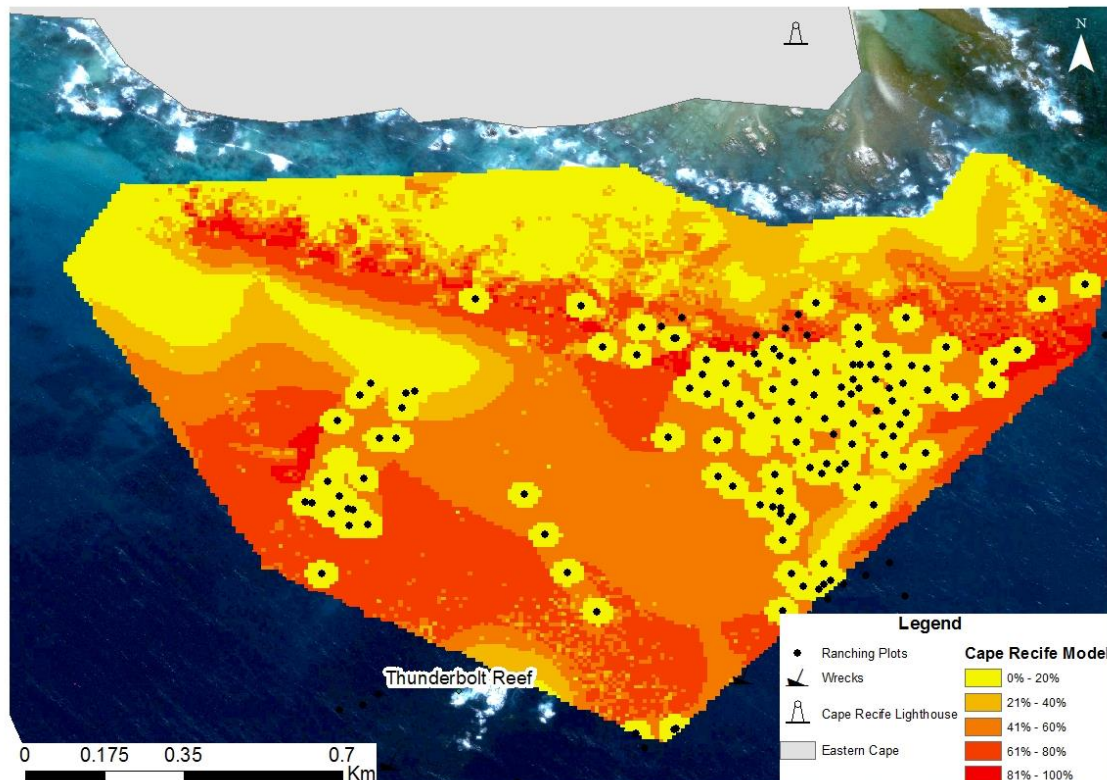 N
Thunderbolt Reef
0 0.175 0.35 0.7
Km
Legend
Ranching Plots
Wrecks
Cape Recife Lighthouse
Eastern Cape
Cape Recife Model
0% - 20%
21% - 40%
41% - 60%
61% - 80%
81% - 100%